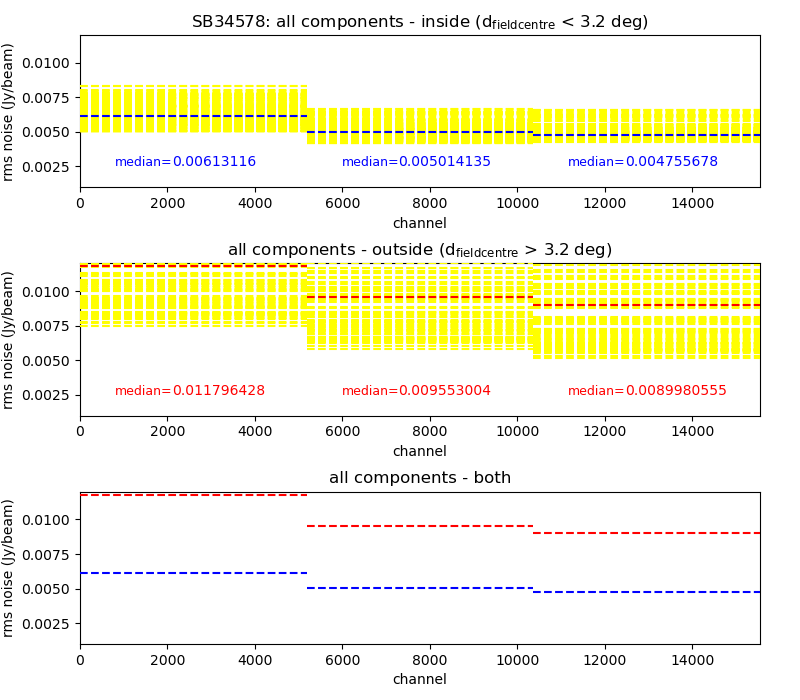 SB34578: all components - inside (d_fieldcentre < 3.2 deg)
rms noise (Jy/beam)
0.0100
0.0075
0.0050
0.0025
median=0.00613116 median=0.005014135 median=0.004755678
0 2000 4000 6000 8000 10000 12000 14000
channel
all components - outside (d_fieldcentre > 3.2 deg)
rms noise (Jy/beam)
0.0100
0.0075
0.0050
0.0025
median=0.011796428 median=0.009553004 median=0.0089980555
0 2000 4000 6000 8000 10000 12000 14000
channel
all components - both
rms noise (Jy/beam)
0.0100
0.0075
0.0050
0.0025
0 2000 4000 6000 8000 10000 12000 14000
channel